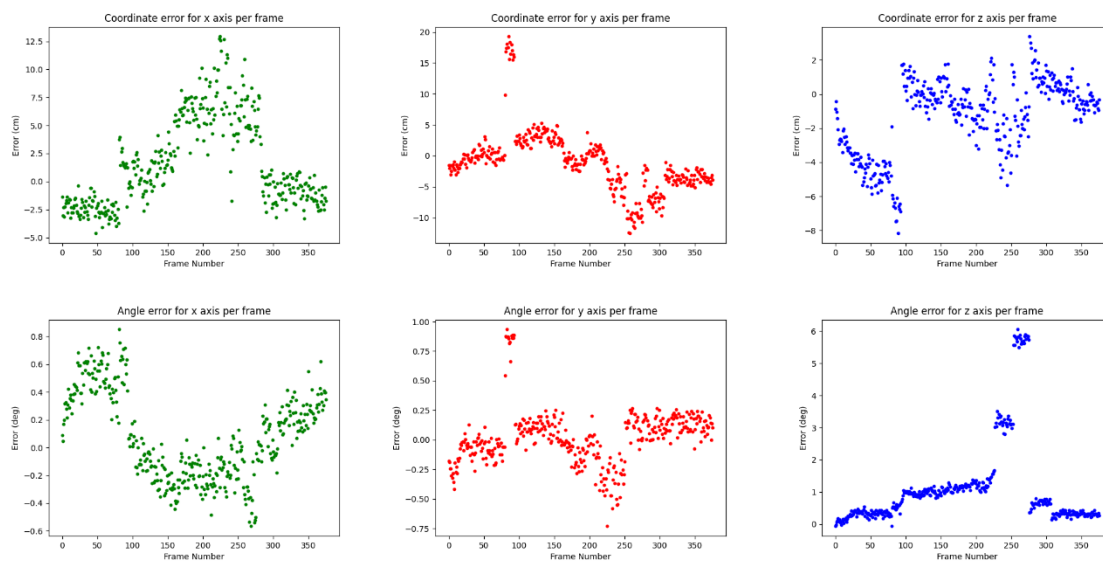 Coordinate error for x axis per frame
12.5
10.0
7.5
5.0
2.5
0.0
−2.5
−5.0
Error (cm)
0 50 100 150 200 250 300 350
Frame Number
Coordinate error for y axis per frame
20
15
10
5
0
−5
−10
Error (cm)
0 50 100 150 200 250 300 350
Frame Number
Coordinate error for z axis per frame
2
0
−2
−4
−6
−8
Error (cm)
0 50 100 150 200 250 300 350
Frame Number
Angle error for x axis per frame
0.8
0.6
0.4
0.2
0.0
−0.2
−0.4
−0.6
Error (deg)
0 50 100 150 200 250 300 350
Frame Number
Angle error for y axis per frame
1.00
0.75
0.50
0.25
0.00
−0.25
−0.50
−0.75
Error (deg)
0 50 100 150 200 250 300 350
Frame Number
Angle error for z axis per frame
6
5
4
3
2
1
0
Error (deg)
0 50 100 150 200 250 300 350
Frame Number